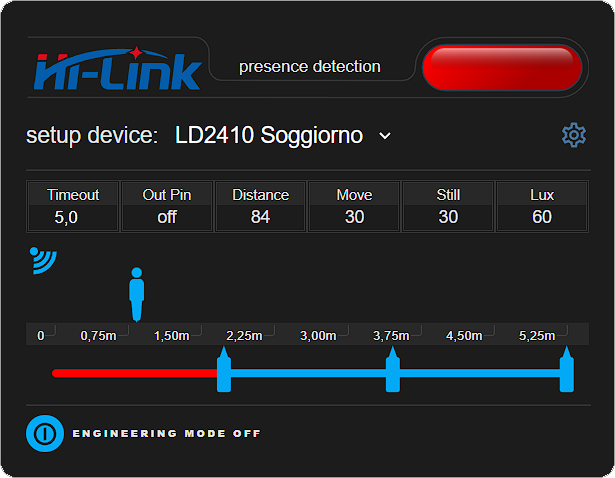 Hi-Link
presence detection
setup device: LD2410 Soggiorno
Timeout Out Pin Distance Move Still Lux
5,0 off 84 30 30 60
0 0,75m 1,50m 2,25m 3,00m 3,75m 4,50m 5,25m
ENGINEERING MODE OFF